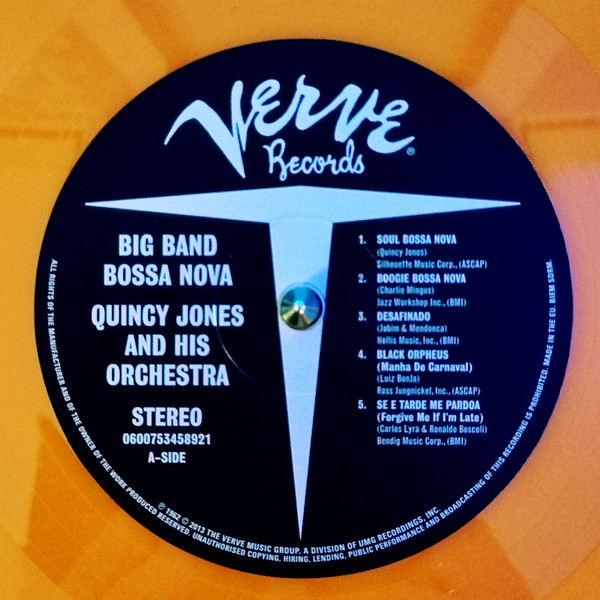 Verve
®
Records
BIG BAND
BOSSA NOVA
QUINCY JONES
AND HIS
ORCHESTRA
STEREO
0600753458921
A-SIDE
1. SOUL BOSSA NOVA
(Quincy Jones)
Silhouette Music Corp., (ASCAP)
2. BOOGIE BOSSA NOVA
(Charlie Mingus)
Jazz Workshop Inc., (BMI)
3. DESAFINADO
(Jobim & Mendonca)
Hollis Music, Inc., (BMI)
4. BLACK ORPHEUS
(Manha De Carnaval)
(Luiz Bonja)
Ross Jungnickel, Inc., (ASCAP)
5. SE E TARDE ME PARDOA
(Forgive Me If I'm Late)
(Carlos Lyra & Ronaldo Boscoli)
Bendig Music Corp., (BMI)
℗ 1962 © 2013 THE VERVE MUSIC GROUP, A DIVISION OF UMG RECORDINGS, INC.
ALL RIGHTS OF THE MANUFACTURER AND OF THE OWNER OF THE WORK PRODUCED RESERVED. UNAUTHORISED COPYING, HIRING, LENDING, PUBLIC PERFORMANCE AND BROADCASTING OF THIS RECORDING IS PROHIBITED. MADE IN THE EU. BIEM SDRM.